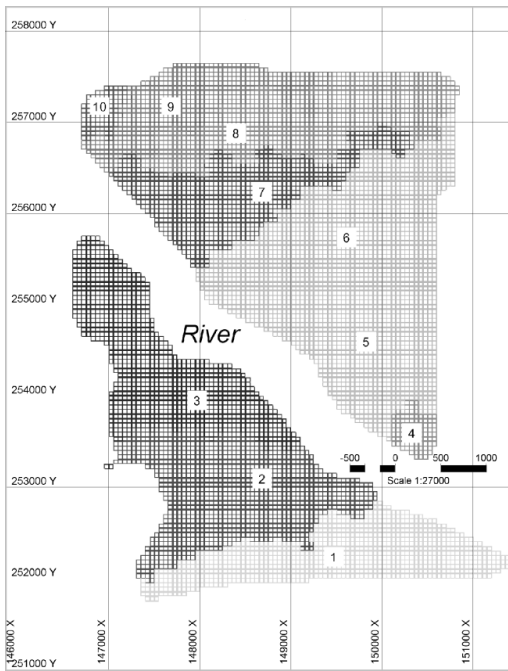 258000 Y
10
9
257000 Y
8
7
256000 Y
6
255000 Y
River
5
254000 Y
3
4
-500
0
500
1000
Scale 1:27000
2
253000 Y
1
252000 Y
251000 Y
146000 X
147000 X
148000 X
149000 X
150000 X
151000 X